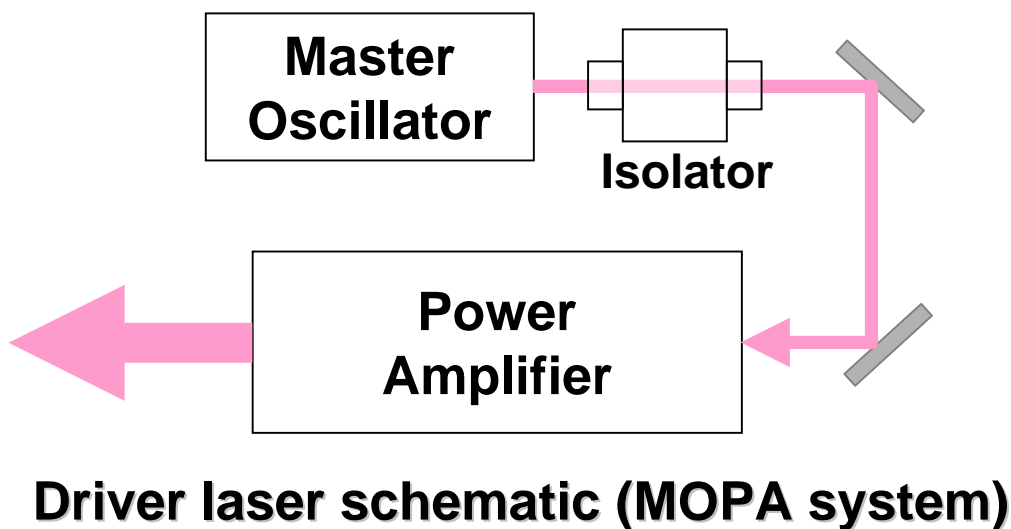 Master
Oscillator
Isolator
Power
Amplifier
Driver laser schematic (MOPA system)